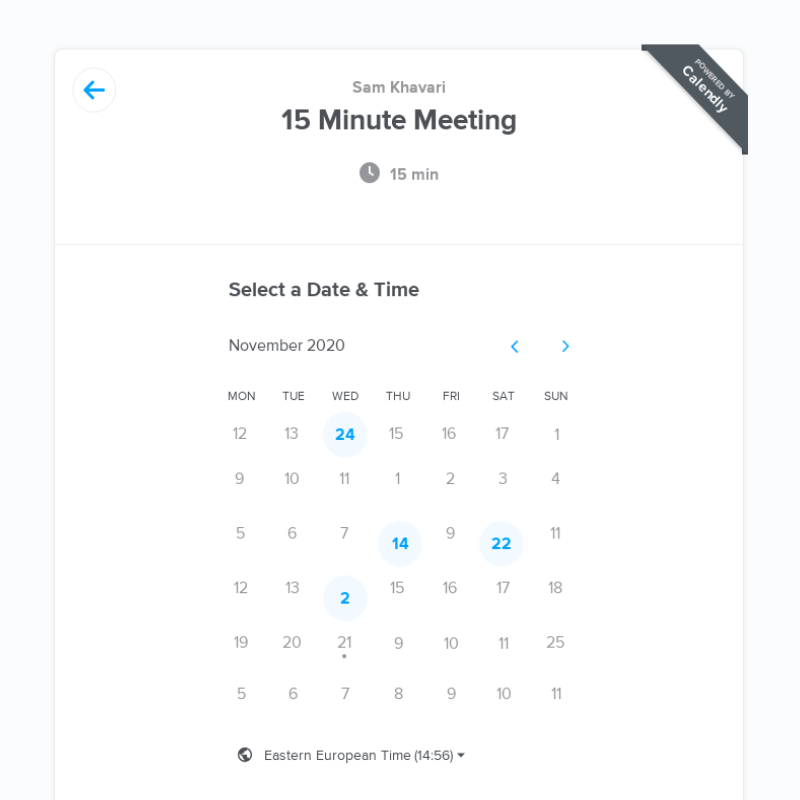 POWERED BY
Calendly
Sam Khavari
15 Minute Meeting
15 min
Select a Date & Time
November 2020
MON TUE WED THU FRI SAT SUN
12 13 24 15 16 17 1
9 10 11 1 2 3 4
5 6 7 14 9 22 11
12 13 2 15 16 17 18
19 20 21 9 10 11 25
5 6 7 8 9 10 11
Eastern European Time (14:56)